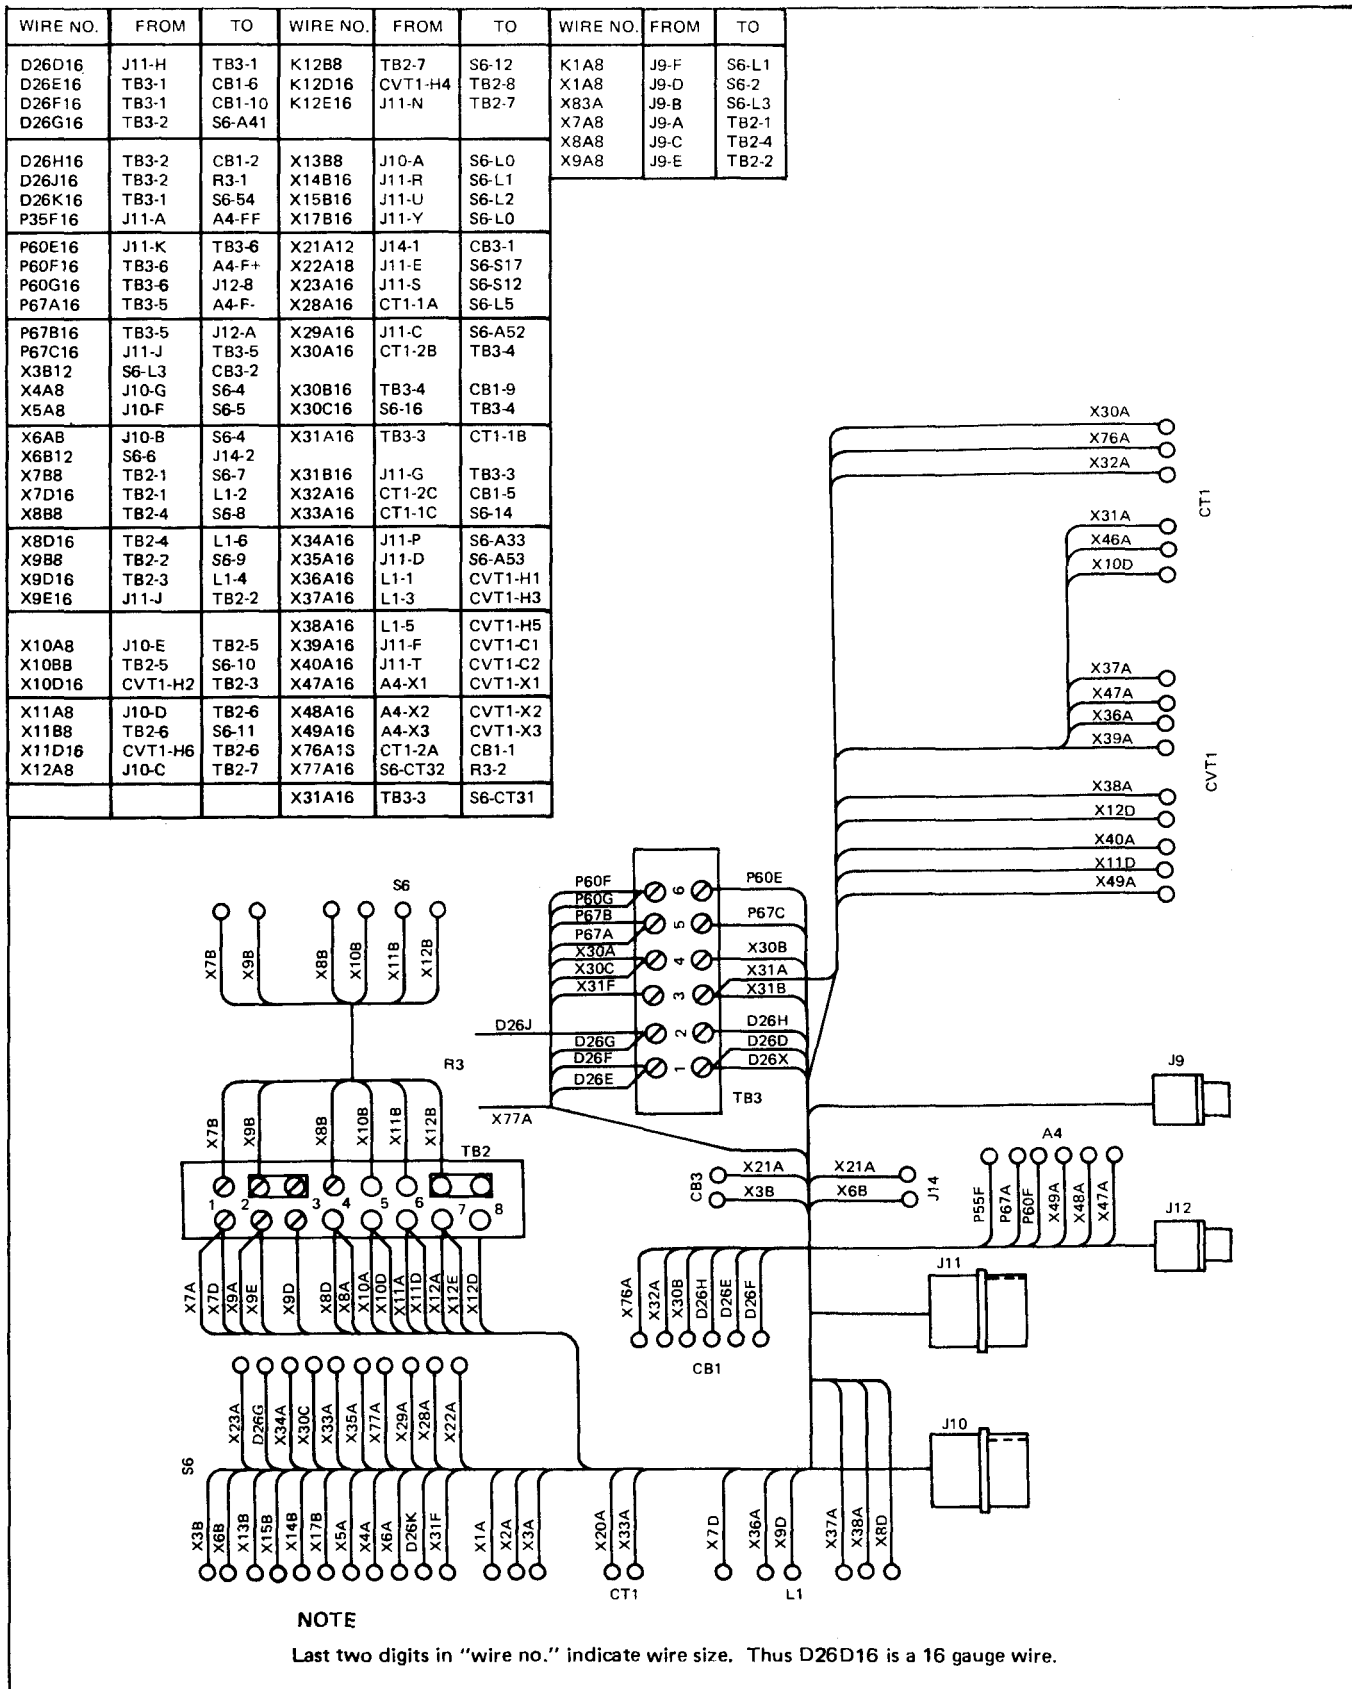 WIRE NO. FROM TO WIRE NO. FROM TO WIRE NO. FROM TO
D26D16 J11-H TB3-1 K12B8 TB2-7 S6-12 K1A8 J9-F S6-L1
D26E16 TB3-1 CB1-6 K12D16 CVT1-H4 TB2-8 X1A8 J9-D S6-2
D26F16 TB3-1 CB1-10 K12E16 J11-N TB2-7 X83A J9-B S6-L3
D26G16 TB3-2 S6-A41 X7A8 J9-A TB2-1
X8A8 J9-C TB2-4
D26H16 TB3-2 CB1-2 X13B8 J10-A S6-L0 X9A8 J9-E TB2-2
D26J16 TB3-2 R3-1 X14B16 J11-R S6-L1
D26K16 TB3-1 S6-54 X15B16 J11-U S6-L2
P35F16 J11-A A4-FF X17B16 J11-Y S6-L0
P60E16 J11-K TB3-6 X21A12 J14-1 CB3-1
P60F16 TB3-6 A4-F+ X22A18 J11-E S6-S17
P60G16 TB3-6 J12-8 X23A16 J11-S S6-S12
P67A16 TB3-5 A4-F- X28A16 CT1-1A S6-L5
P67B16 TB3-5 J12-A X29A16 J11-C S6-A52
P67C16 J11-J TB3-5 X30A16 CT1-2B TB3-4
X3B12 S6-L3 CB3-2
X4A8 J10-G S6-4 X30B16 TB3-4 CB1-9
X5A8 J10-F S6-5 X30C16 S6-16 TB3-4
X6AB J10-B S6-4 X31A16 TB3-3 CT1-1B
X6B12 S6-6 J14-2
X7B8 TB2-1 S6-7 X31B16 J11-G TB3-3
X7D16 TB2-1 L1-2 X32A16 CT1-2C CB1-5
X8B8 TB2-4 S6-8 X33A16 CT1-1C S6-14
X8D16 TB2-4 L1-6 X34A16 J11-P S6-A33
X9B8 TB2-2 S6-9 X35A16 J11-D S6-A53
X9D16 TB2-3 L1-4 X36A16 L1-1 CVT1-H1
X9E16 J11-J TB2-2 X37A16 L1-3 CVT1-H3
X38A16 L1-5 CVT1-H5
X10A8 J10-E TB2-5 X39A16 J11-F CVT1-C1
X10BB TB2-5 S6-10 X40A16 J11-T CVT1-C2
X10D16 CVT1-H2 TB2-3 X47A16 A4-X1 CVT1-X1
X11A8 J10-D TB2-6 X48A16 A4-X2 CVT1-X2
X11B8 TB2-6 S6-11 X49A16 A4-X3 CVT1-X3
X11D16 CVT1-H6 TB2-6 X76A1S CT1-2A CB1-1
X12A8 J10-C TB2-7 X77A16 S6-CT32 R3-2
X31A16 TB3-3 S6-CT31
X30A
X76A
X32A
CT1
X31A
X46A
X10D
X37A
X47A
X36A
X39A
CVT1
X38A
X12D
X40A
X11D
X49A
S6
X7B X9B X8B X10B X11B X12B
P60F 6 P60E
P60G
P67B 5 P67C
P67A
X30A 4 X30B
X30C X31A
X31F 3 X31B
D26J 2 D26H
D26G D26D
D26F 1 D26X
D26E
TB3
R3
X77A
X7B X9B X8B X10B X11B X12B
TB2
1 2 3 4 5 6 7 8
X7A X7D X9A X9E X9D X8D X8A X10A X10D X11A X11D X12A X12E X12D
J9
CB3 X21A X21A J14
X3B X6B
A4
P55F P67A P60F X49A X48A X47A
J12
X76A X32A X30B D26H D26E D26F
CB1
J11
X23A D26G X34A X30C X33A X35A X77A X29A X28A X22A
S6
J10
X3B X6B X13B X15B X14B X17B X5A X4A X6A D26K X31F X1A X2A X3A X20A X33A X7D X36A X9D X37A X38A X8D
CT1
L1
NOTE
Last two digits in "wire no." indicate wire size. Thus D26D16 is a 16 gauge wire.